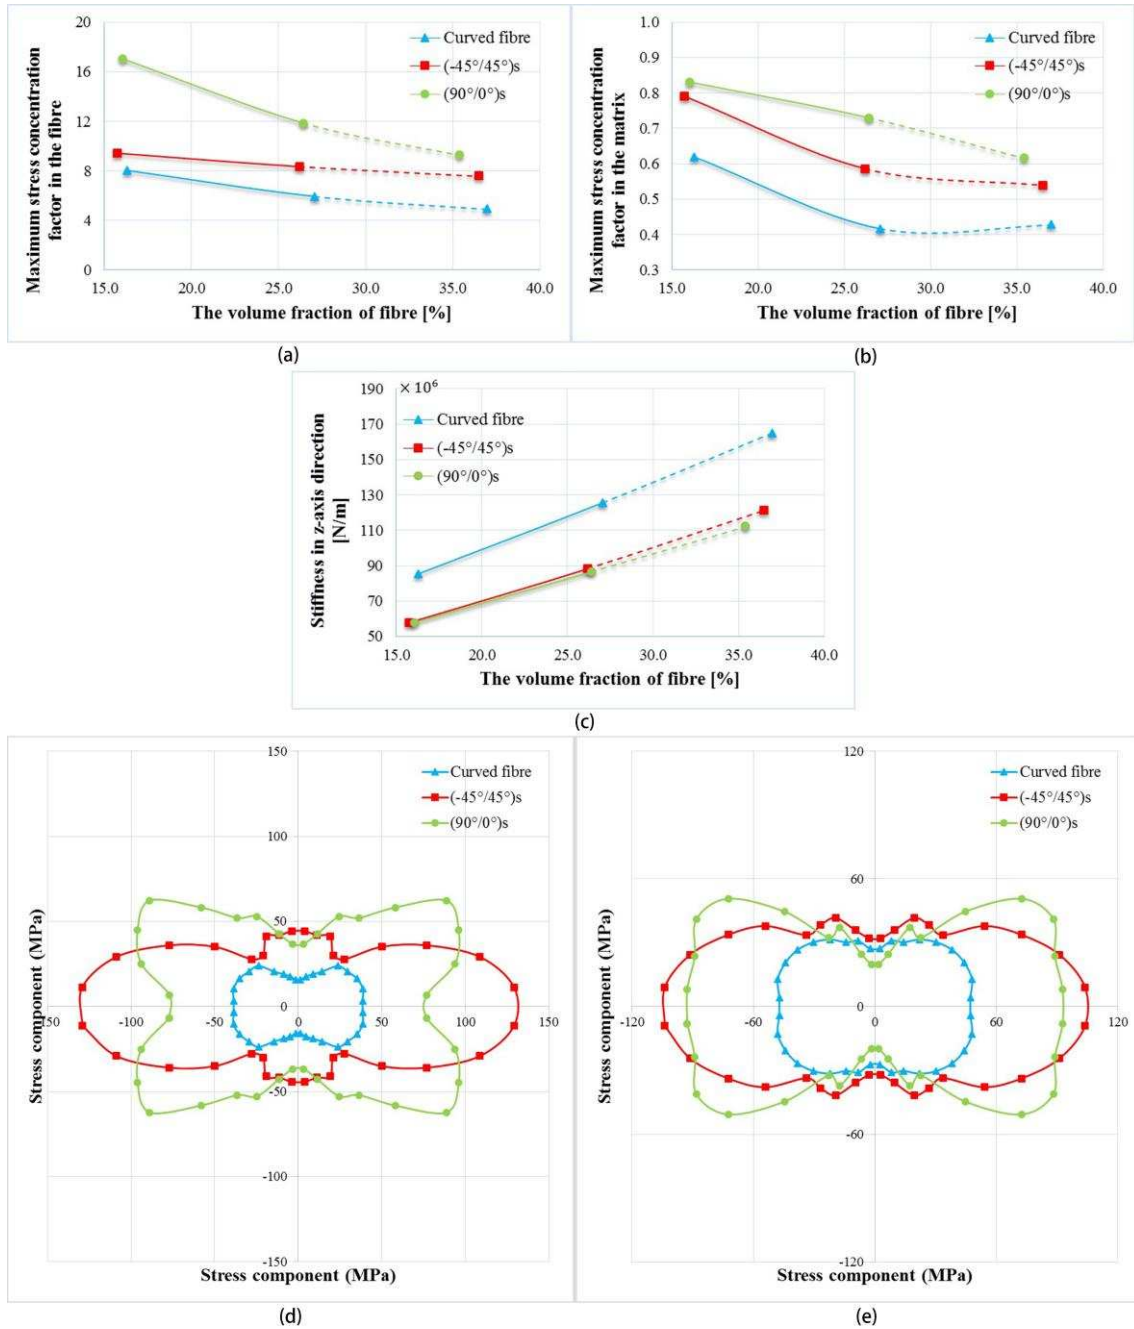 Maximum stress concentration
factor in the fibre
20
16
12
8
4
0
15.0 20.0 25.0 30.0 35.0 40.0
The volume fraction of fibre [%]
Curved fibre
(-45°/45°)s
(90°/0°)s
(a)
Maximum stress concentration
factor in the matrix
1.0
0.9
0.8
0.7
0.6
0.5
0.4
0.3
15.0 20.0 25.0 30.0 35.0 40.0
The volume fraction of fibre [%]
Curved fibre
(-45°/45°)s
(90°/0°)s
(b)
Stiffness in z-axis direction
[N/m]
×10⁶
190
170
150
130
110
90
70
50
15.0 20.0 25.0 30.0 35.0 40.0
The volume fraction of fibre [%]
Curved fibre
(-45°/45°)s
(90°/0°)s
(c)
Stress component (MPa)
150
100
50
0
-50
-100
-150
-150 -100 -50 0 50 100 150
Stress component (MPa)
Curved fibre
(-45°/45°)s
(90°/0°)s
(d)
Stress component (MPa)
120
60
0
-60
-120
-120 -60 0 60 120
Stress component (MPa)
Curved fibre
(-45°/45°)s
(90°/0°)s
(e)